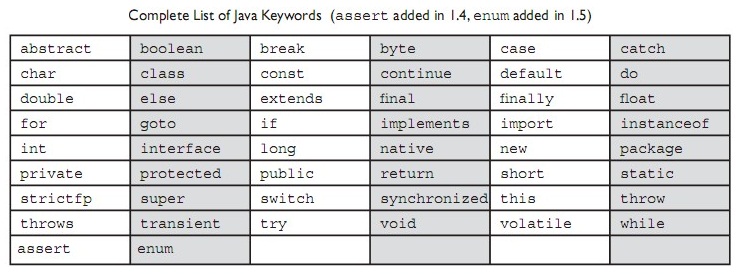 Complete List of Java Keywords (assert added in 1.4, enum added in 1.5)
abstract boolean break byte case catch
char class const continue default do
double else extends final finally float
for goto if implements import instanceof
int interface long native new package
private protected public return short static
strictfp super switch synchronized this throw
throws transient try void volatile while
assert enum